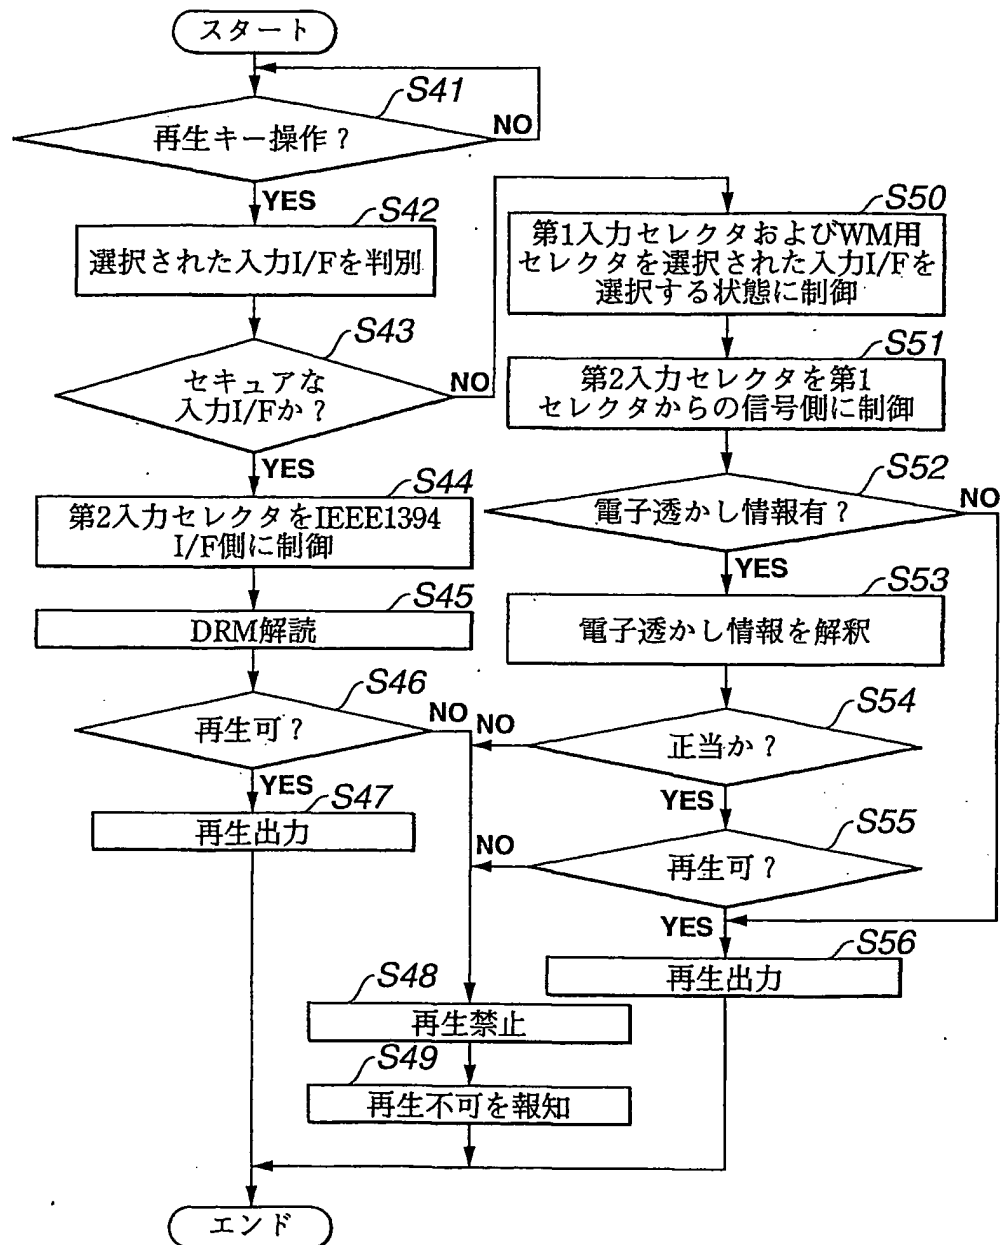 スタート
S41
再生キー操作？
NO
YES
S42
選択された入力I/Fを判別
S43
セキュアな
入力I/Fか？
NO
YES
S44
第2入力セレクタをIEEE1394
I/F側に制御
S45
DRM解読
S46
再生可？
NO
YES
S47
再生出力
S48
再生禁止
S49
再生不可を報知
S50
第1入力セレクタおよびWM用
セレクタを選択された入力I/Fを
選択する状態に制御
S51
第2入力セレクタを第1
セレクタからの信号側に制御
S52
電子透かし情報有？
NO
YES
S53
電子透かし情報を解釈
S54
正当か？
NO
YES
S55
再生可？
NO
YES
S56
再生出力
エンド